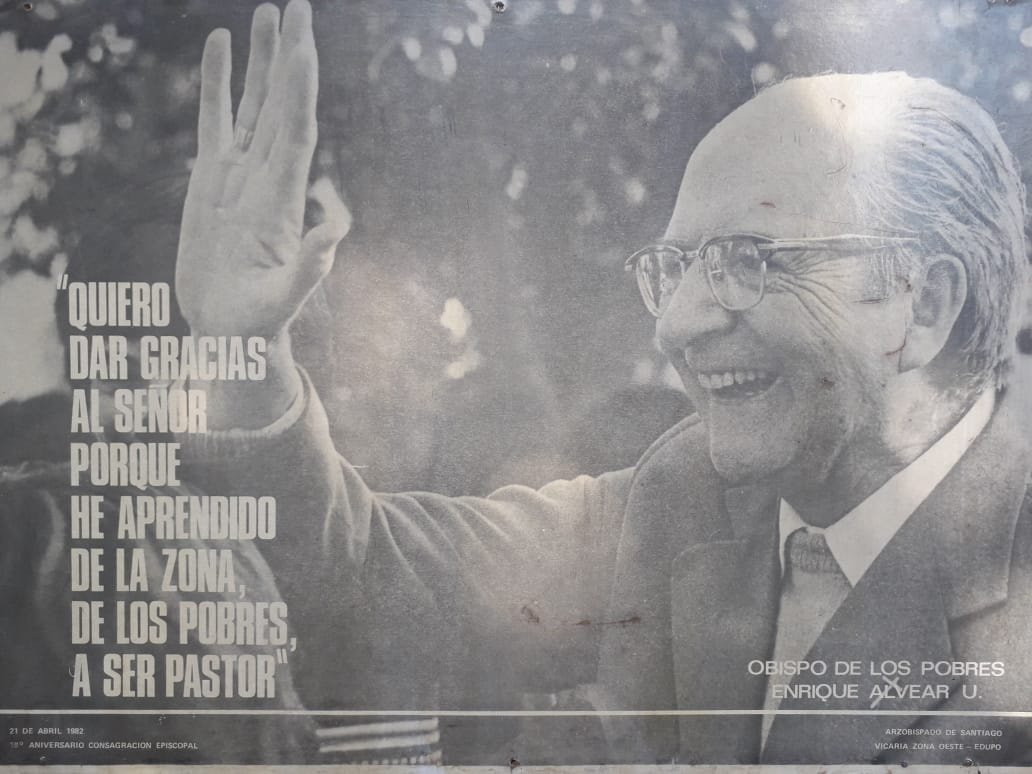 "QUIERO
DAR GRACIAS
AL SEÑOR
PORQUE
HE APRENDIDO
DE LA ZONA,
DE LOS POBRES,
A SER PASTOR"
OBISPO DE LOS POBRES
ENRIQUE ALVEAR U.
21 DE ABRIL 1982
18º ANIVERSARIO CONSAGRACION EPISCOPAL
ARZOBISPADO DE SANTIAGO
VICARIA ZONA OESTE - EDUPO